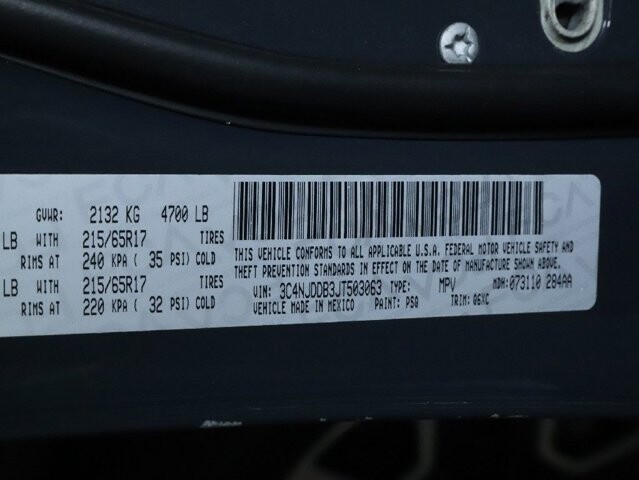 GVWR: 2132 KG 4700 LB
LB WITH 215/65R17 TIRES
RIMS AT 240 KPA ( 35 PSI) COLD
LB WITH 215/65R17 TIRES
RIMS AT 220 KPA ( 32 PSI) COLD
THIS VEHICLE CONFORMS TO ALL APPLICABLE U.S.A. FEDERAL MOTOR VEHICLE SAFETY AND
THEFT PREVENTION STANDARDS IN EFFECT ON THE DATE OF MANUFACTURE SHOWN ABOVE.
VIN: 3C4NJDDB3JT503063 TYPE: MPV MDH: 073110 284AA
VEHICLE MADE IN MEXICO PAINT: PSQ TRIM: Q6XC